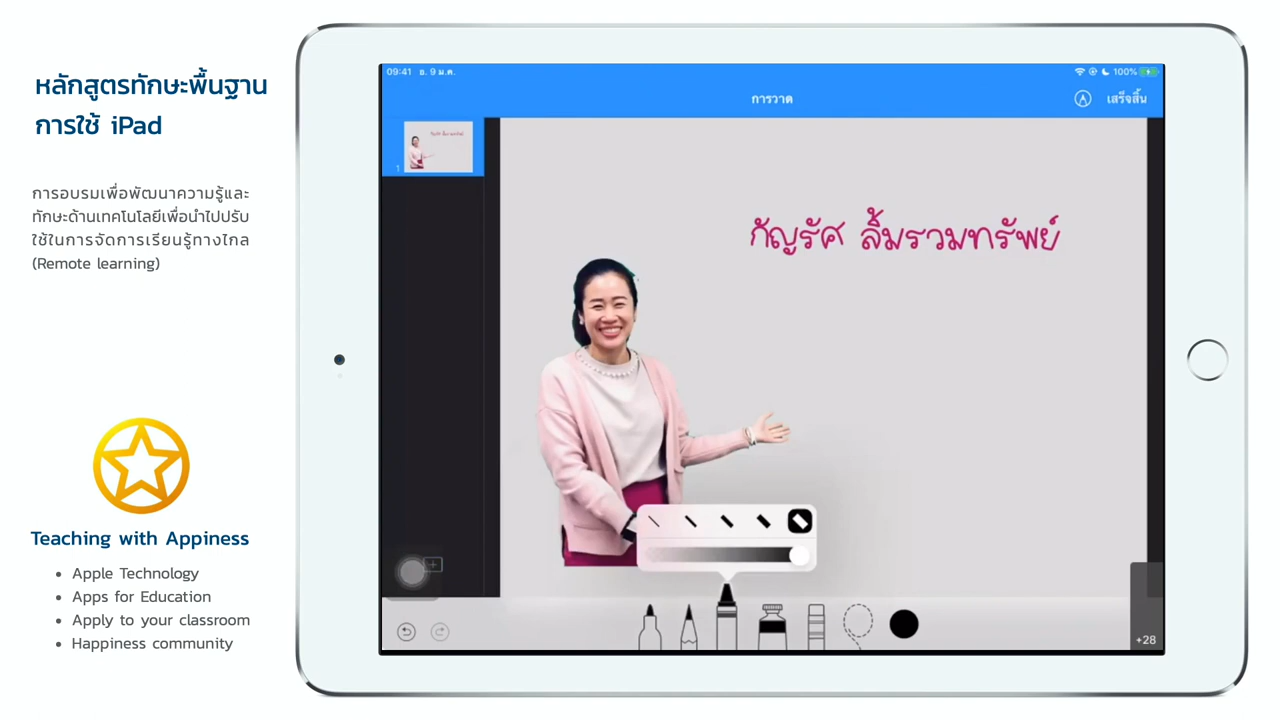 หลักสูตรทักษะพื้นฐาน
การใช้ iPad
การอบรมเพื่อพัฒนาความรู้และ
ทักษะด้านเทคโนโลยีเพื่อนำไปปรับ
ใช้ในการจัดการเรียนรู้ทางไกล
(Remote learning)
Teaching with Appiness
• Apple Technology
• Apps for Education
• Apply to your classroom
• Happiness community
09:41 อ. 9 ม.ค.
100%
การวาด
เสร็จสิ้น
1
กัญรัศ ลิ้มรวมทรัพย์
+28